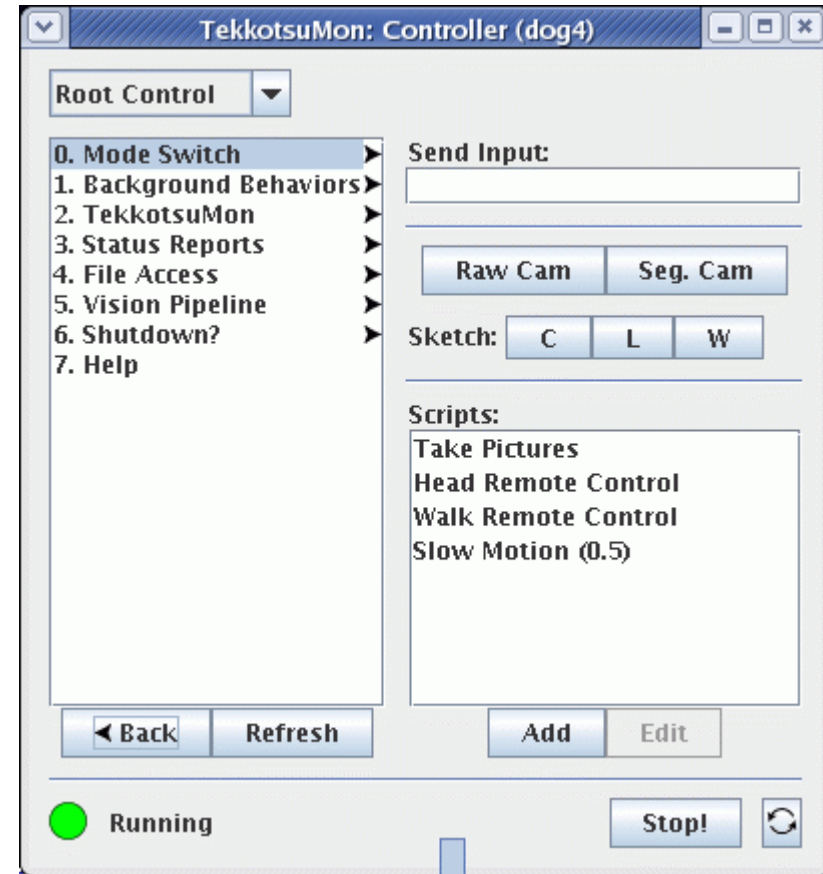 TekkotsuMon: Controller (dog4)
Root Control
0. Mode Switch
1. Background Behaviors
2. TekkotsuMon
3. Status Reports
4. File Access
5. Vision Pipeline
6. Shutdown?
7. Help
Back
Refresh
Send Input:
Raw Cam
Seg. Cam
Sketch:
C
L
W
Scripts:
Take Pictures
Head Remote Control
Walk Remote Control
Slow Motion (0.5)
Add
Edit
Running
Stop!